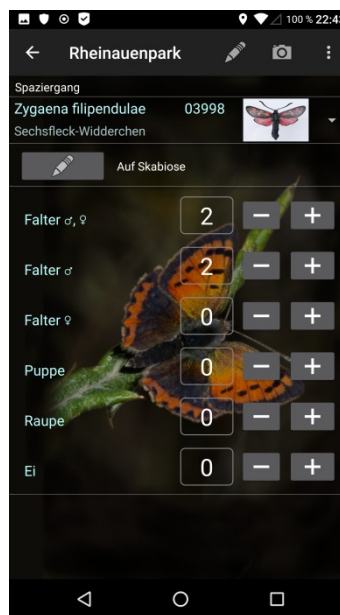 100 % 22:43
Rheinauenpark
Spaziergang
Zygaena filipendulae 03998
Sechsfleck-Widderchen
Auf Skabiose
Falter ♂, ♀ 2 − +
Falter ♂ 2 − +
Falter ♀ 0 − +
Puppe 0 − +
Raupe 0 − +
Ei 0 − +